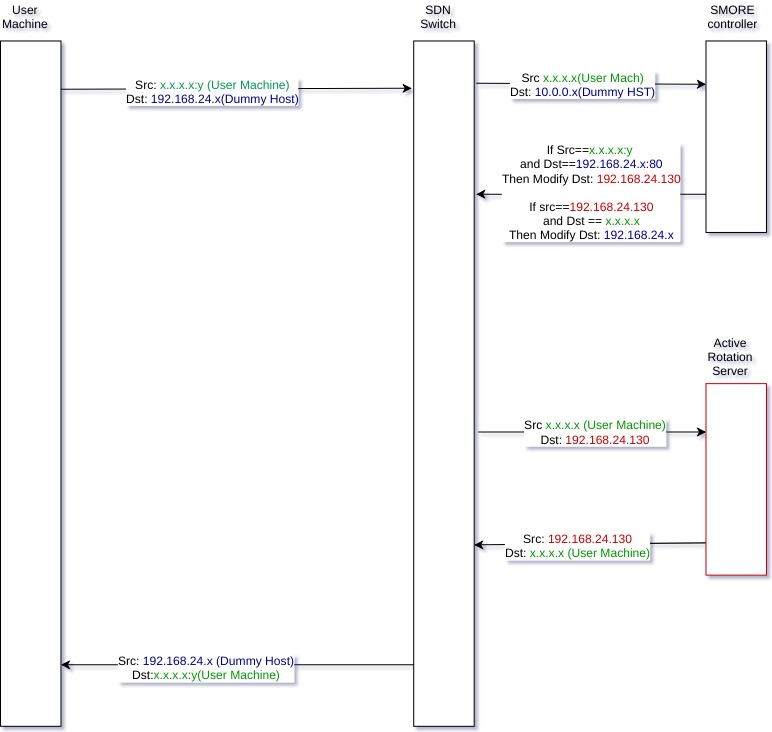 User
Machine
SDN
Switch
SMORE
controller
Src: x.x.x.x:y (User Machine)
Dst: 192.168.24.x(Dummy Host)
Src x.x.x.x(User Mach)
Dst: 10.0.0.x(Dummy HST)
If Src==x.x.x.x:y
and Dst==192.168.24.x:80
Then Modify Dst: 192.168.24.130
If src==192.168.24.130
and Dst == x.x.x.x
Then Modify Dst: 192.168.24.x
Active
Rotation
Server
Src x.x.x.x (User Machine)
Dst: 192.168.24.130
Src: 192.168.24.130
Dst: x.x.x.x (User Machine)
Src: 192.168.24.x (Dummy Host)
Dst:x.x.x.x:y(User Machine)